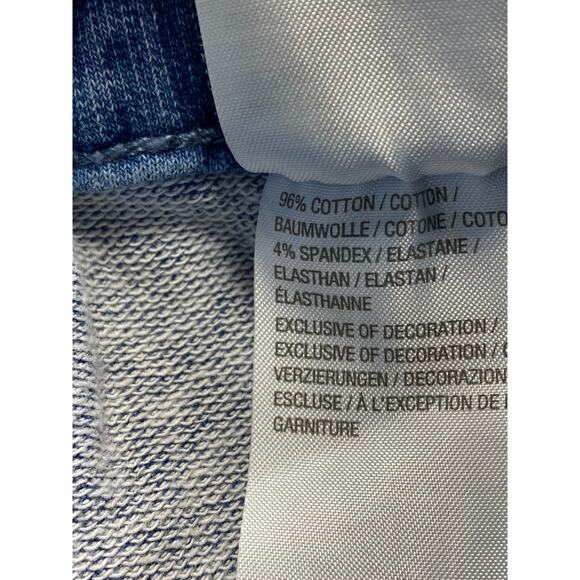 96% COTTON / COTTON /
BAUMWOLLE / COTONE / COTO
4% SPANDEX / ELASTANE /
ELASTHAN / ELASTAN /
ÉLASTHANNE
EXCLUSIVE OF DECORATION /
EXCLUSIVE OF DECORATION /
VERZIERUNGEN / DECORAZION
ESCLUSE / À L'EXCEPTION DE
GARNITURE